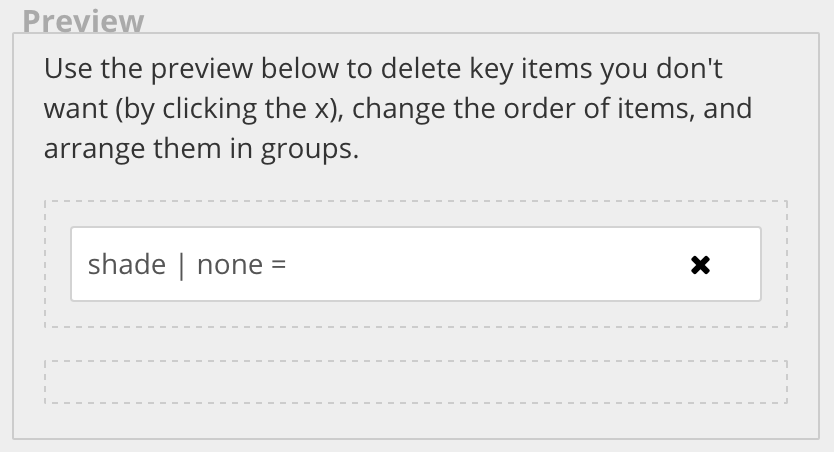 Preview
Use the preview below to delete key items you don't
want (by clicking the x), change the order of items, and
arrange them in groups.
shade | none =